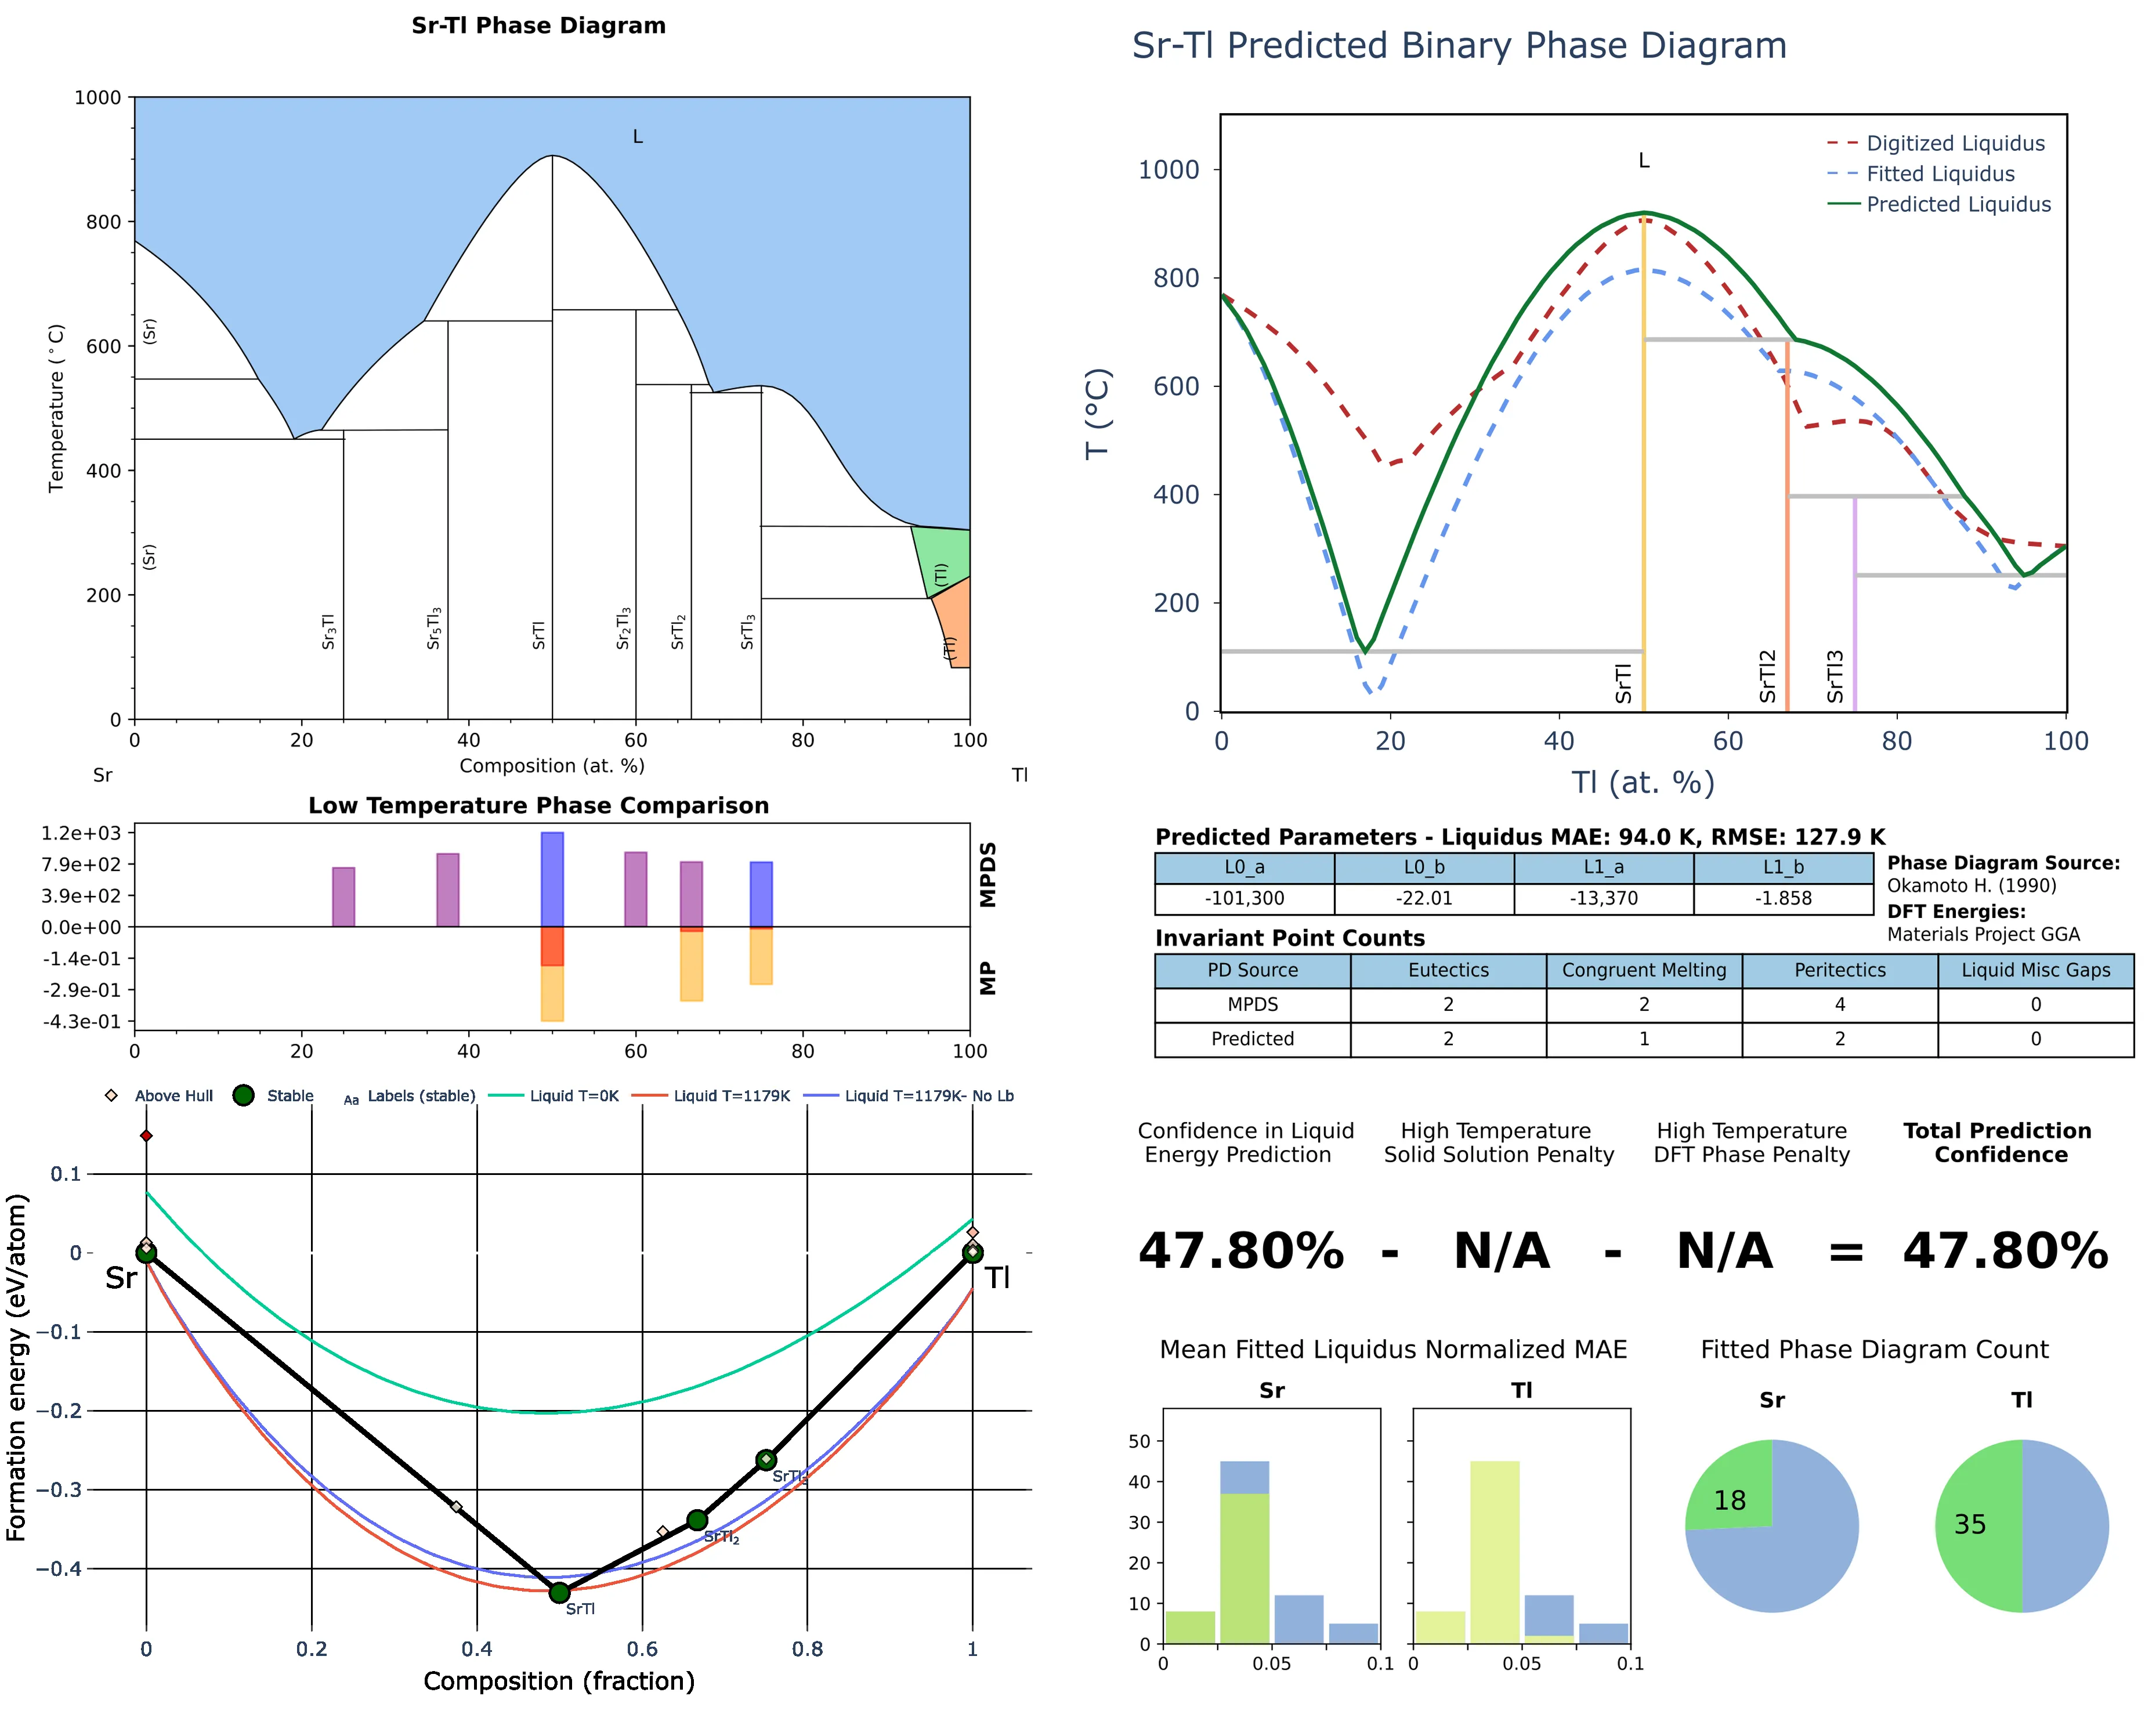 Sr-Tl Phase Diagram
1000
800
600
400
200
0
Temperature (°C)
L
(Sr)
(Sr)
Sr3Tl
Sr5Tl3
SrTl
Sr2Tl3
SrTl2
SrTl3
(Tl)
(Tl)
0 20 40 60 80 100
Composition (at. %)
Sr Tl
Sr-Tl Predicted Binary Phase Diagram
L
Digitized Liquidus
Fitted Liquidus
Predicted Liquidus
1000
800
600
400
200
0
T (°C)
SrTl
SrTl2
SrTl3
0 20 40 60 80 100
Tl (at. %)
Low Temperature Phase Comparison
1.2e+03
7.9e+02
3.9e+02
0.0e+00
-1.4e-01
-2.9e-01
-4.3e-01
MPDS
MP
0 20 40 60 80 100
Predicted Parameters - Liquidus MAE: 94.0 K, RMSE: 127.9 K
L0_a L0_b L1_a L1_b
-101,300 -22.01 -13,370 -1.858
Phase Diagram Source:
Okamoto H. (1990)
DFT Energies:
Materials Project GGA
Invariant Point Counts
PD Source Eutectics Congruent Melting Peritectics Liquid Misc Gaps
MPDS 2 2 4 0
Predicted 2 1 2 0
Above Hull Stable Aa Labels (stable) Liquid T=0K Liquid T=1179K Liquid T=1179K- No Lb
0.1
0
−0.1
−0.2
−0.3
−0.4
Formation energy (eV/atom)
Sr
Tl
SrTl3
SrTl2
SrTl
0 0.2 0.4 0.6 0.8 1
Composition (fraction)
Confidence in Liquid
Energy Prediction
High Temperature
Solid Solution Penalty
High Temperature
DFT Phase Penalty
Total Prediction
Confidence
47.80% - N/A - N/A = 47.80%
Mean Fitted Liquidus Normalized MAE
Sr Tl
50
40
30
20
10
0
0 0.05 0.1 0 0.05 0.1
Fitted Phase Diagram Count
Sr Tl
18 35